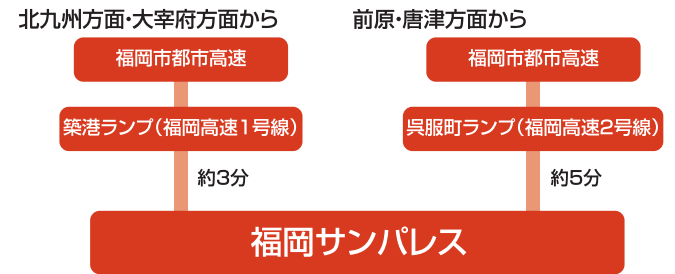 北九州方面・大宰府方面から
福岡市都市高速
築港ランプ(福岡高速1号線)
約3分
前原・唐津方面から
福岡市都市高速
呉服町ランプ(福岡高速2号線)
約5分
福岡サンパレス